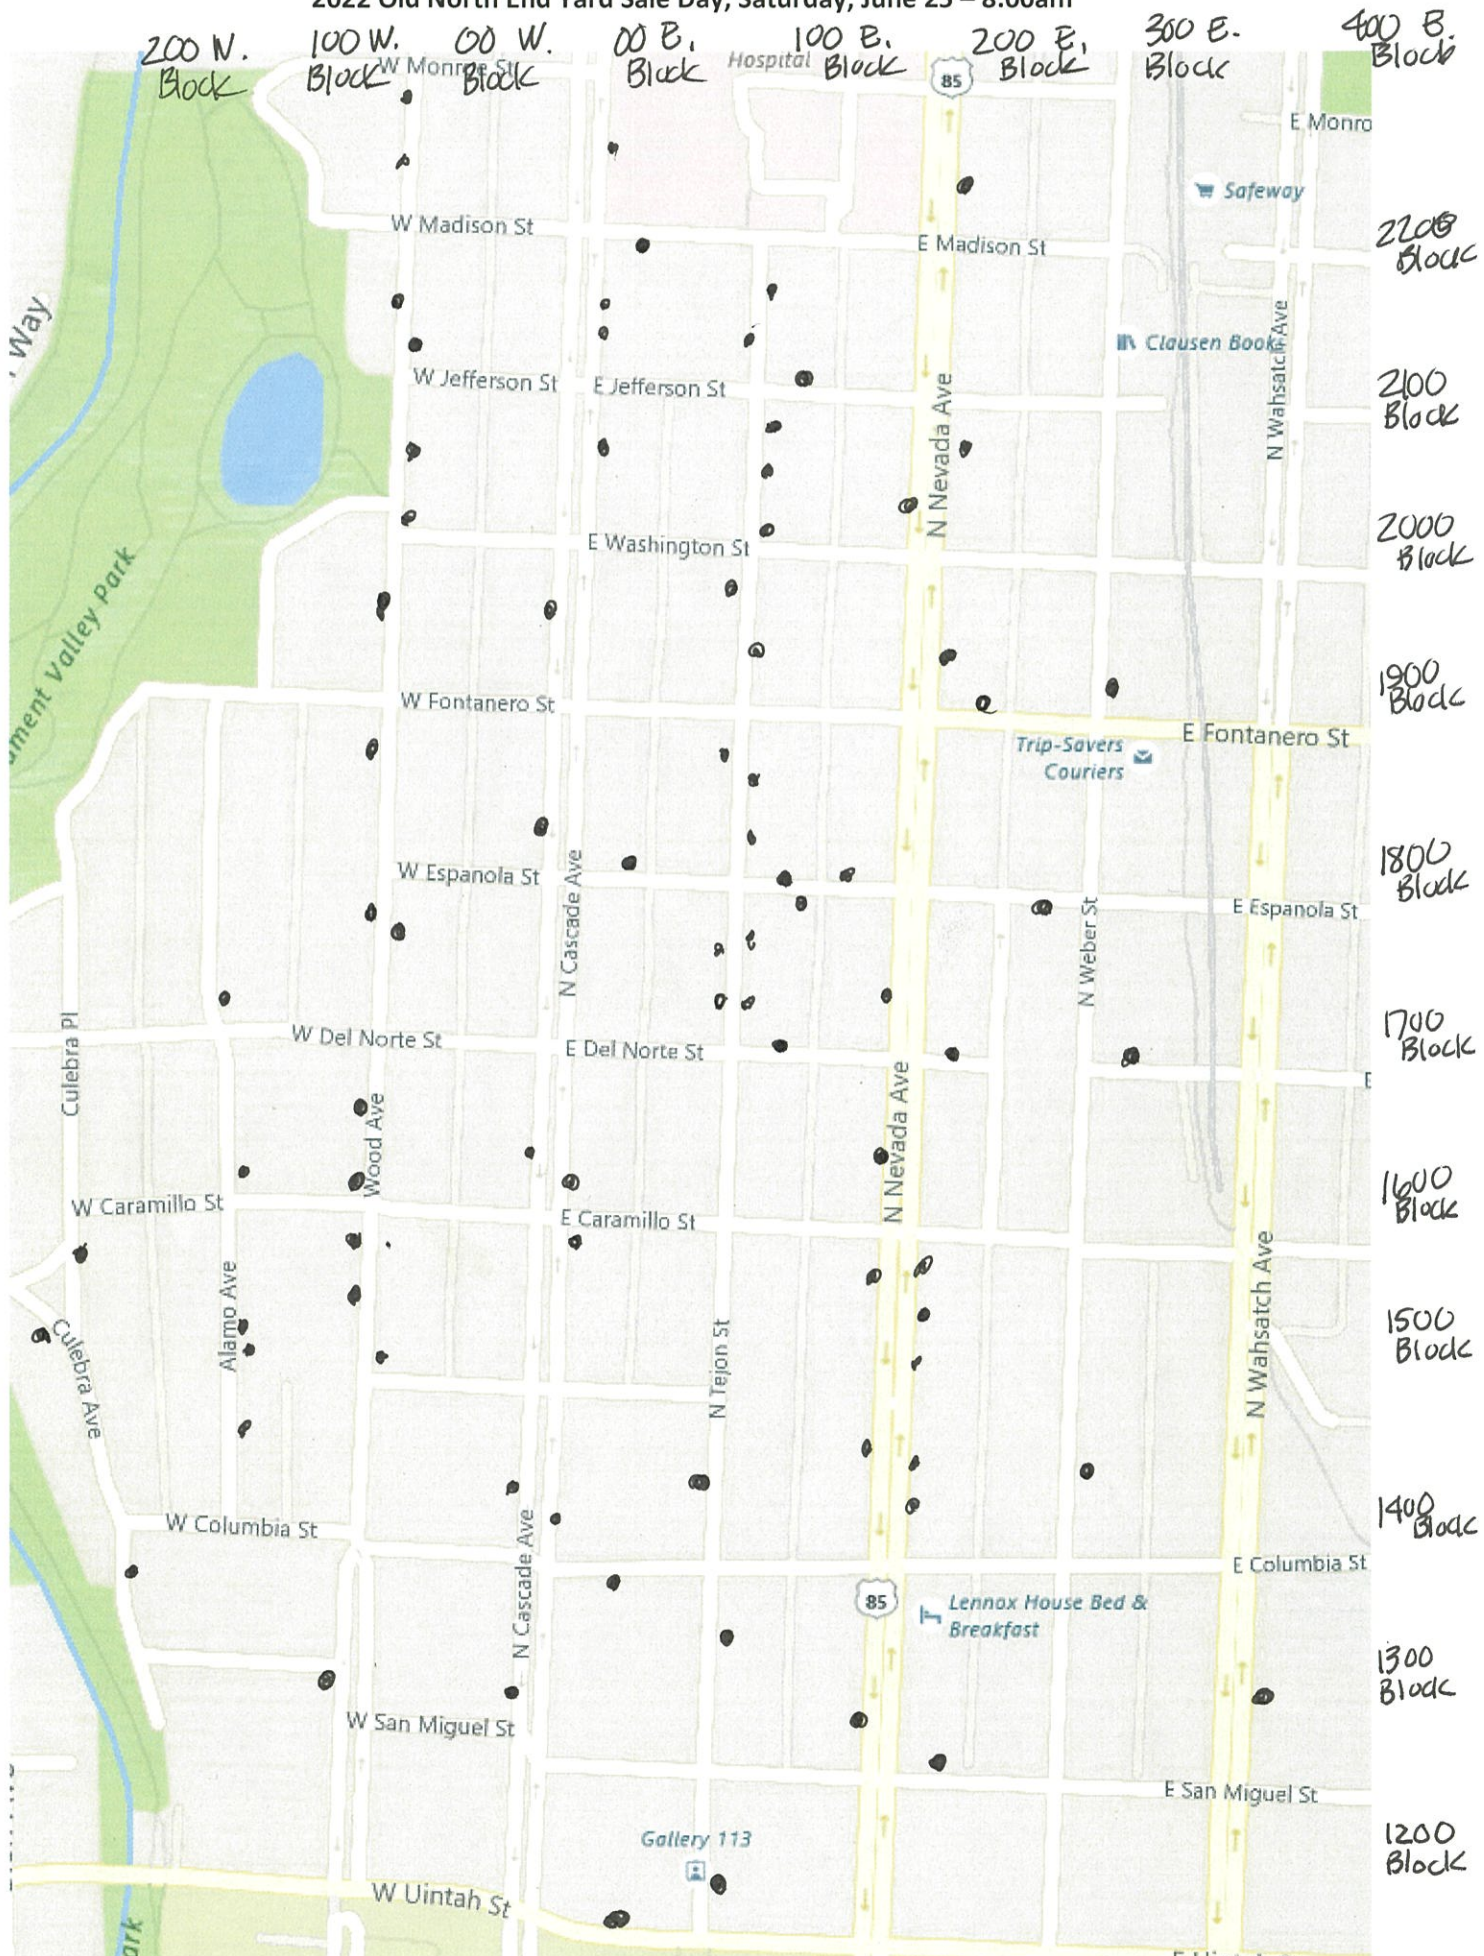 2022 Old North End Yard Sale Day, Saturday, June 25 – 8:00am
200 W.
Block
100 W.
Block
00 W.
Block
00 E.
Block
100 E.
Block
200 E.
Block
300 E.
Block
400 E.
Block
W Monroe St
Hospital
85
E Monro
Safeway
W Madison St
E Madison St
2200
Block
Way
Clausen Book
N Wahsatch Ave
W Jefferson St
E Jefferson St
2100
Block
N Nevada Ave
E Washington St
2000
Block
ument Valley Park
W Fontanero St
1900
Block
E Fontanero St
Trip-Savers
Couriers
W Espanola St
1800
Block
N Cascade Ave
N Weber St
E Espanola St
Culebra Pl
W Del Norte St
E Del Norte St
1700
Block
E
Wood Ave
N Nevada Ave
W Caramillo St
E Caramillo St
1600
Block
Alamo Ave
Culebra Ave
N Tejon St
N Wahsatch Ave
1500
Block
W Columbia St
N Cascade Ave
1400
Block
E Columbia St
85
Lennox House Bed &
Breakfast
1300
Block
W San Miguel St
E San Miguel St
Gallery 113
1200
Block
W Uintah St
ark